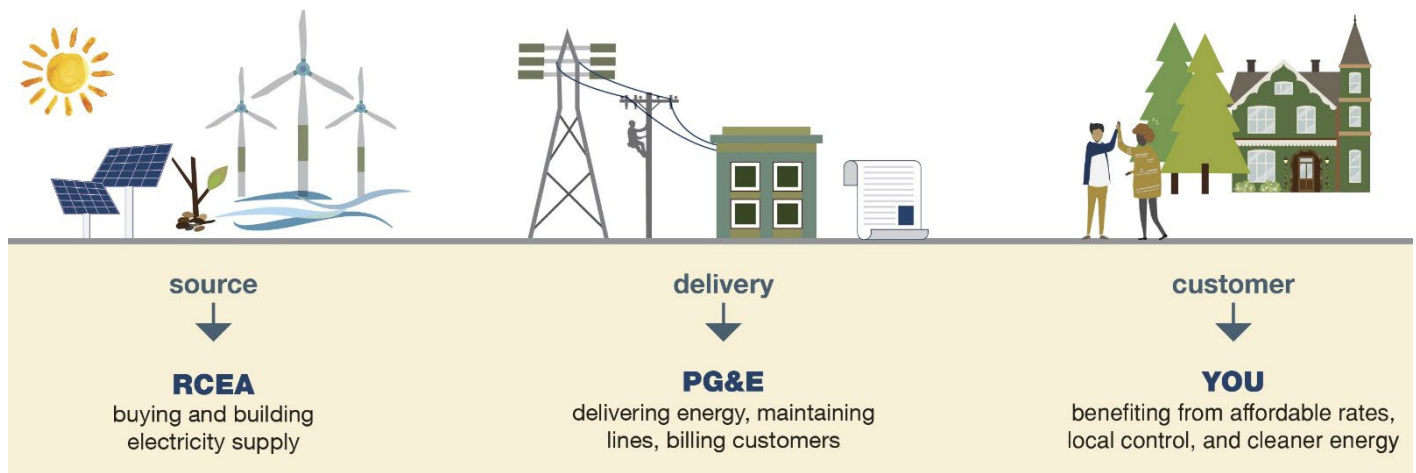 source
RCEA
buying and building
electricity supply
delivery
PG&E
delivering energy, maintaining
lines, billing customers
customer
YOU
benefiting from affordable rates,
local control, and cleaner energy